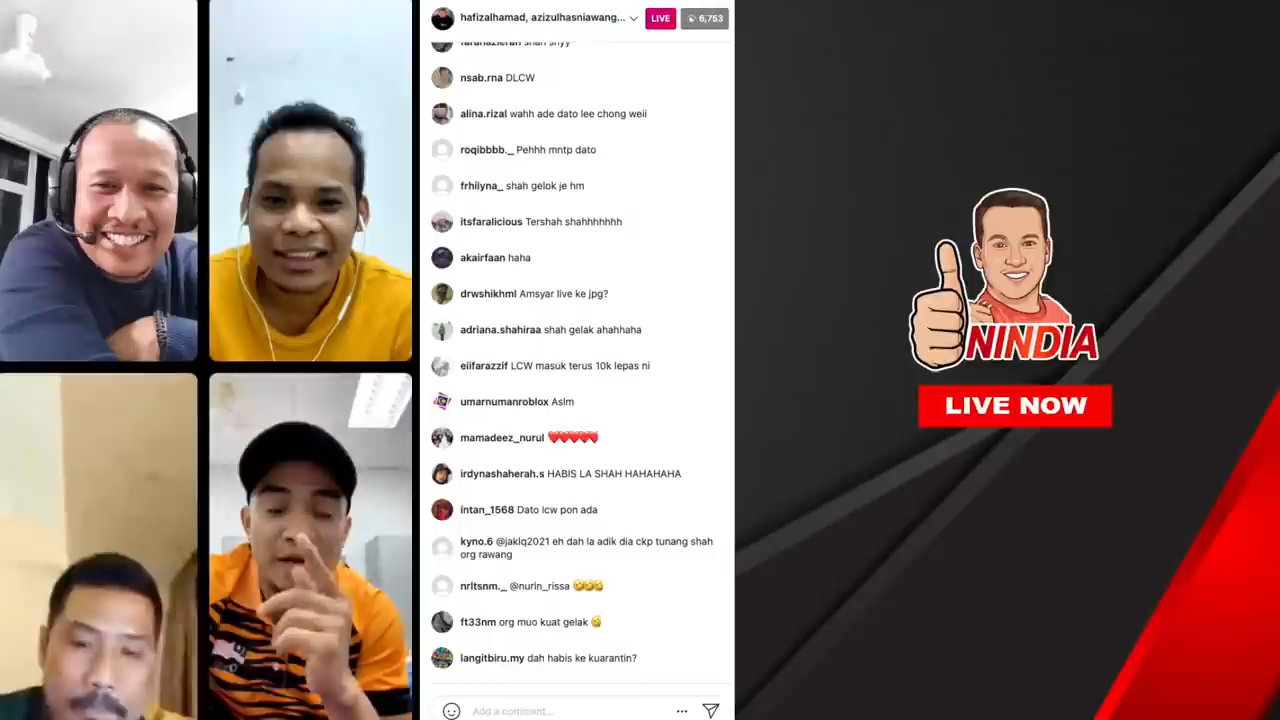 hafizalhamad, azizulhasniawang...
LIVE
6,753
farahazieran shah shyy
nsab.rna DLCW
alina.rizal wahh ade dato lee chong weii
roqibbbb._ Pehhh mntp dato
frhilyna_ shah gelok je hm
itsfaralicious Tershah shahhhhhhh
akairfaan haha
drwshikhml Amsyar live ke jpg?
adriana.shahiraa shah gelak ahahhaha
eiifarazzif LCW masuk terus 10k lepas ni
umarnumanroblox Aslm
mamadeez_nurul ❤️❤️❤️❤️❤️
irdynashaherah.s HABIS LA SHAH HAHAHAHA
intan_1568 Dato lcw pon ada
kyno.6 @jaklq2021 eh dah la adik dia ckp tunang shah
org rawang
nrltsnm._ @nurin_rissa 🤣🤣🤣
ft33nm org muo kuat gelak 🤣
langitbiru.my dah habis ke kuarantin?
Add a comment...
NINDIA
LIVE NOW